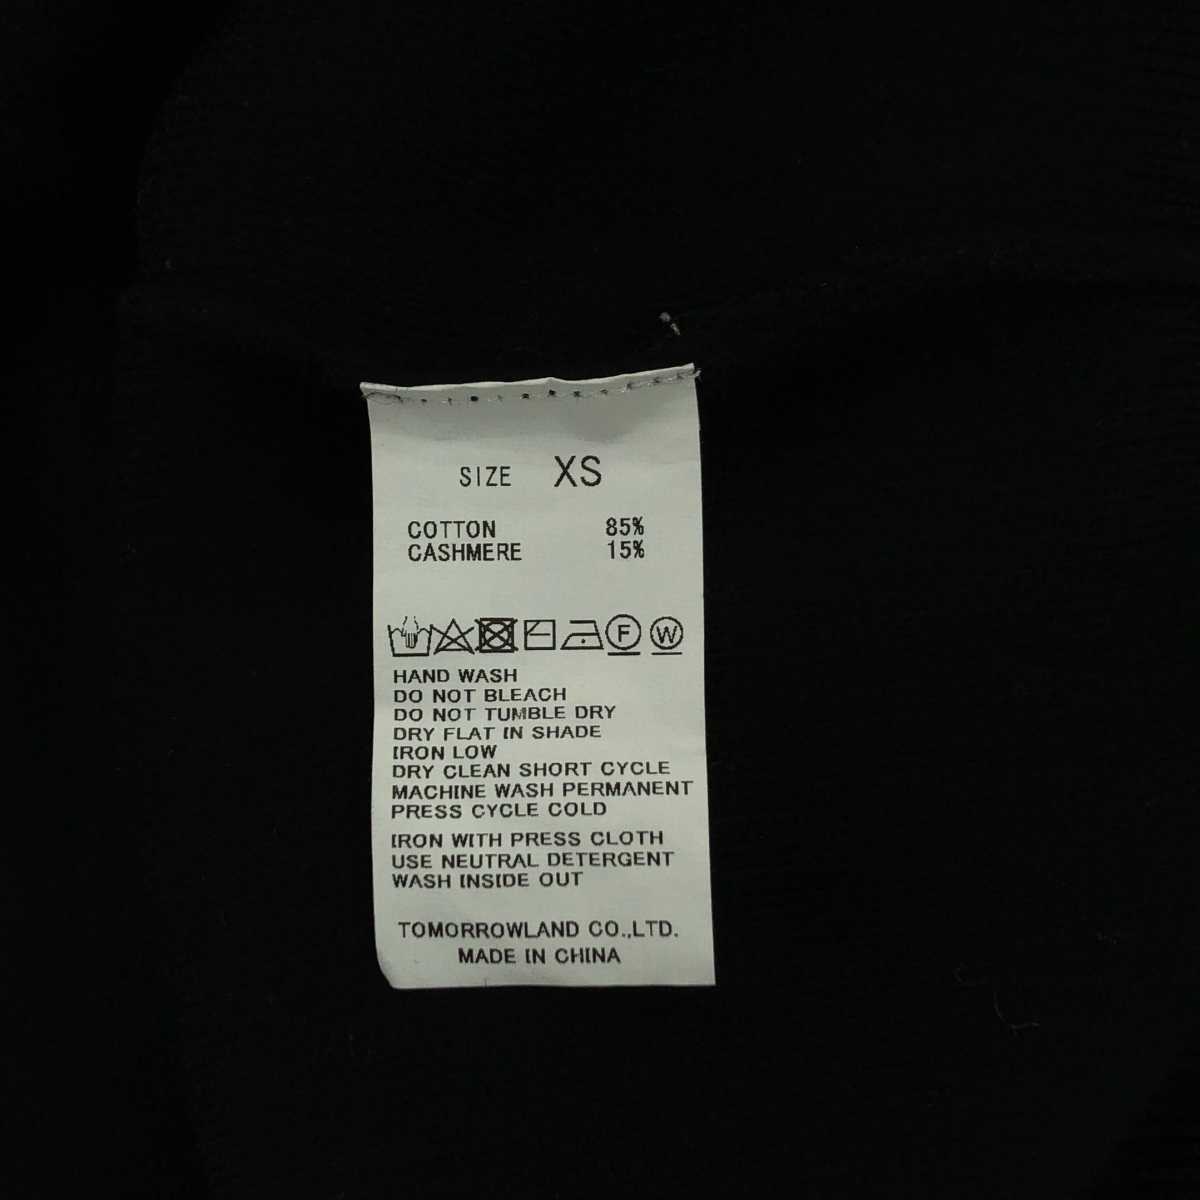 SIZE XS
COTTON 85%
CASHMERE 15%
F W
HAND WASH
DO NOT BLEACH
DO NOT TUMBLE DRY
DRY FLAT IN SHADE
IRON LOW
DRY CLEAN SHORT CYCLE
MACHINE WASH PERMANENT
PRESS CYCLE COLD
IRON WITH PRESS CLOTH
USE NEUTRAL DETERGENT
WASH INSIDE OUT
TOMORROWLAND CO.,LTD.
MADE IN CHINA